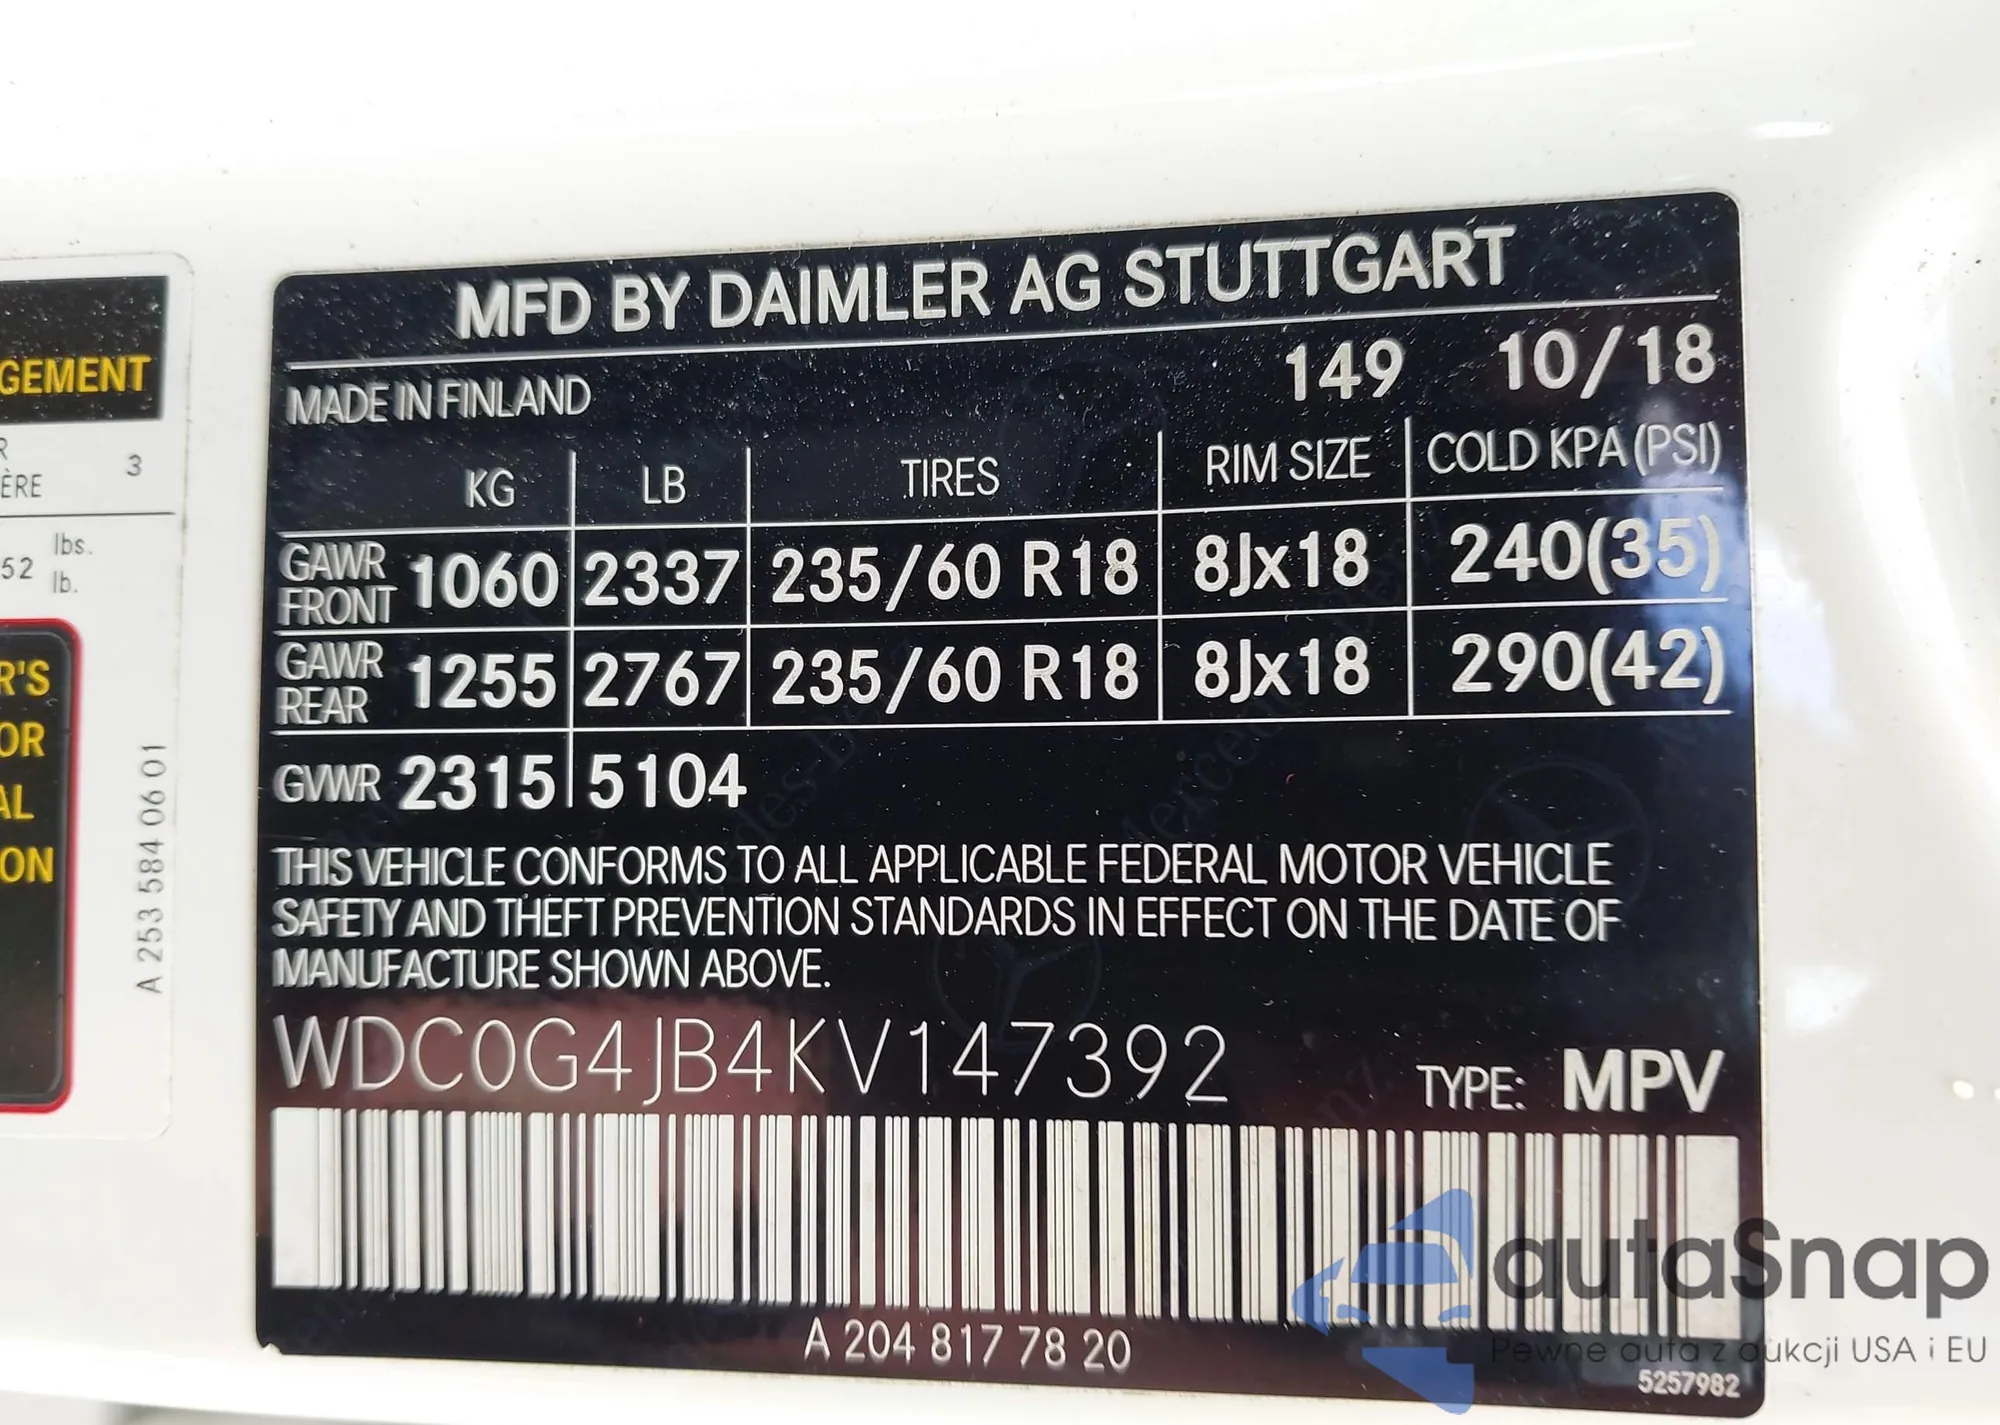 GEMENT
R
ÈRE 3
52 lbs.
lb.
R'S
OR
AL
ION
A 253 584 06 01
MFD BY DAIMLER AG STUTTGART
MADE IN FINLAND 149 10/18
KG LB TIRES RIM SIZE COLD KPA (PSI)
GAWR FRONT 1060 2337 235/60 R18 8Jx18 240(35)
GAWR REAR 1255 2767 235/60 R18 8Jx18 290(42)
GVWR 2315 5104
THIS VEHICLE CONFORMS TO ALL APPLICABLE FEDERAL MOTOR VEHICLE
SAFETY AND THEFT PREVENTION STANDARDS IN EFFECT ON THE DATE OF
MANUFACTURE SHOWN ABOVE.
WDC0G4JB4KV147392 TYPE: MPV
A 204 817 78 20
5257982
autaSnap
Pewne auta z aukcji USA i EU